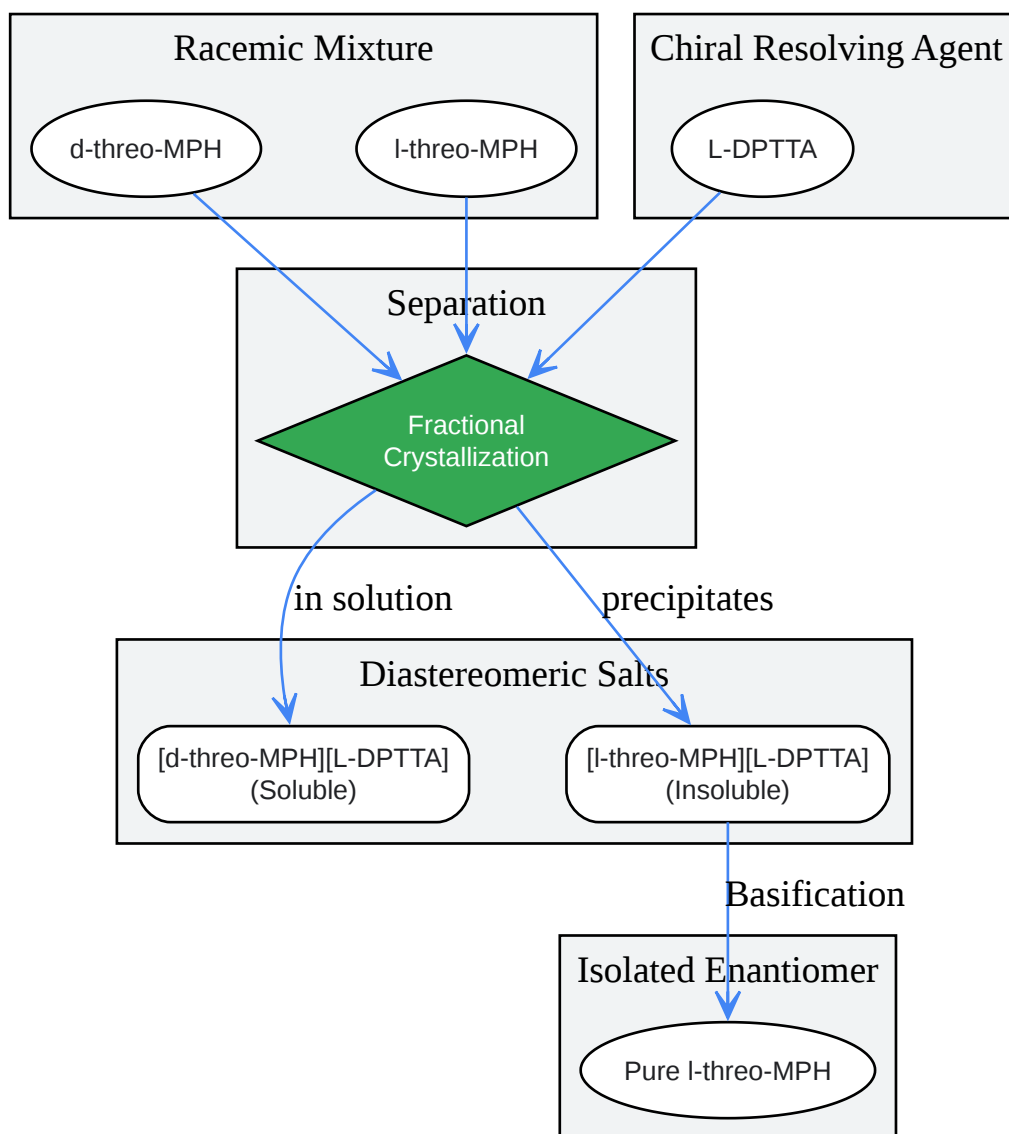 Racemic Mixture
Chiral Resolving Agent
d-threo-MPH
l-threo-MPH
L-DPTTA
Separation
Fractional
Crystallization
in solution
precipitates
Diastereomeric Salts
[d-threo-MPH][L-DPTTA]
(Soluble)
[l-threo-MPH][L-DPTTA]
(Insoluble)
Basification
Isolated Enantiomer
Pure l-threo-MPH